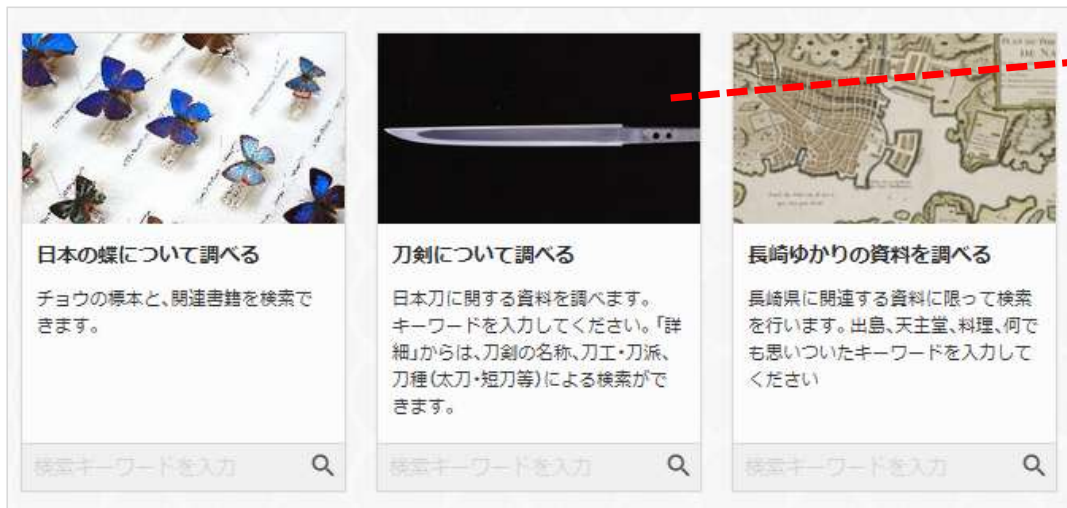 日本の蝶について調べる
チョウの標本と、関連書籍を検索で
きます。
検索キーワードを入力
刀剣について調べる
日本刀に関する資料を調べます。
キーワードを入力してください。「詳
細」からは、刀剣の名称、刀工・刀派、
刀種(太刀・短刀等)による検索がで
きます。
検索キーワードを入力
長崎ゆかりの資料を調べる
長崎県に関連する資料に限って検索
を行います。出島、天主堂、料理、何で
も思いついたキーワードを入力して
ください
検索キーワードを入力